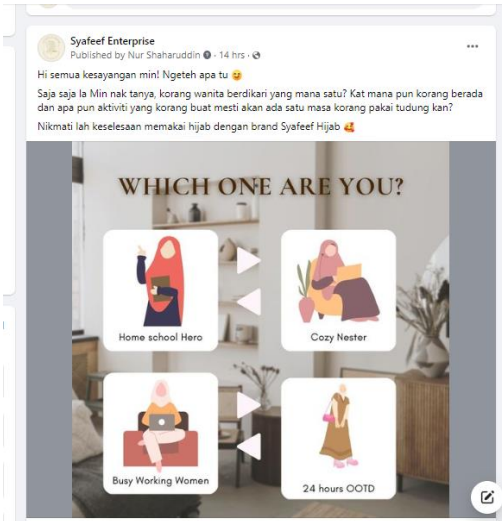 Syafeef Enterprise
Published by Nur Shaharuddin · 14 hrs ·
Hi semua kesayangan min! Ngeteh apa tu 😜
Saja saja la Min nak tanya, korang wanita berdikari yang mana satu? Kat mana pun korang berada
dan apa pun aktiviti yang korang buat mesti akan ada satu masa korang pakai tudung kan?
Nikmati lah keselesaan memakai hijab dengan brand Syafeef Hijab 🥰
WHICH ONE ARE YOU?
Home school Hero
Cozy Nester
Busy Working Women
24 hours OOTD